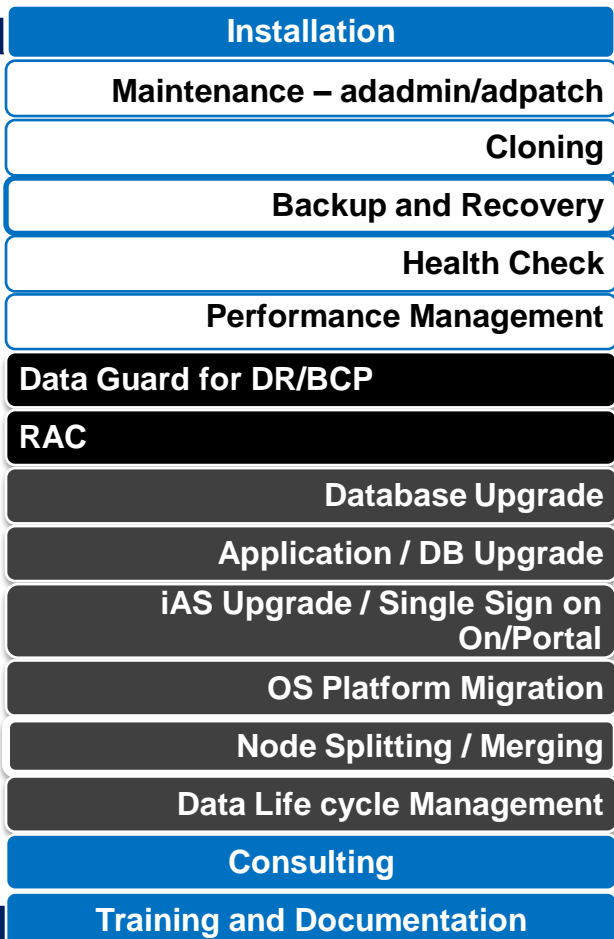 Installation
Maintenance – adadmin/adpatch
Cloning
Backup and Recovery
Health Check
Performance Management
Data Guard for DR/BCP
RAC
Database Upgrade
Application / DB Upgrade
iAS Upgrade / Single Sign on
On/Portal
OS Platform Migration
Node Splitting / Merging
Data Life cycle Management
Consulting
Training and Documentation